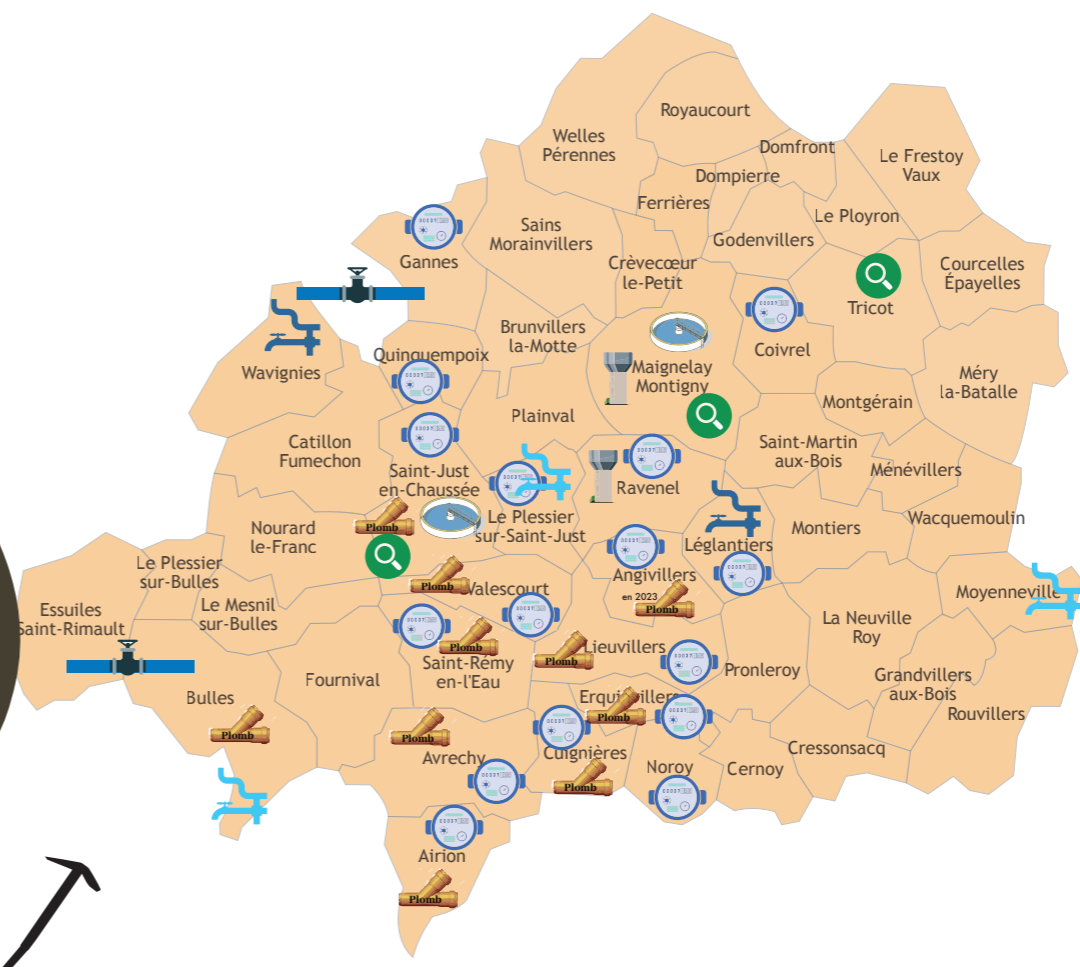 Royaucourt
Welles
Pérennes
Domfront
Le Frestoy
Vaux
Dompierre
Ferrières
Le Ployron
Sains
Morainvillers
Godenvillers
Gannes
Crèvecœur
le-Petit
Courcelles
Épayelles
Tricot
Brunvillers
la-Motte
Coivrel
Quinquempoix
Wavignies
Maignelay
Montigny
Méry
la-Batalle
Montgérain
Plainval
Catillon
Fumechon
Saint-Martin
aux-Bois
Ménévillers
Saint-Just
en-Chaussée
Ravenel
Le Plessier
sur-Saint-Just
Wacquemoulin
Plomb
Nourard
le-Franc
Montiers
Léglantiers
Le Plessier
sur-Bulles
Angivillers
en 2023
Plomb
Plomb
Valescourt
Moyenneville
Essuiles
Saint-Rimault
Le Mesnil
sur-Bulles
La Neuville
Roy
Plomb
Lieuvillers
Plomb
Saint-Rémy
en-l'Eau
Pronleroy
Fournival
Grandvillers
aux-Bois
Bulles
Plomb
Erquinvillers
Plomb
Rouvillers
Plomb
Avrechy
Cuignières
Plomb
Noroy
Cernoy
Cressonsacq
Airion
Plomb